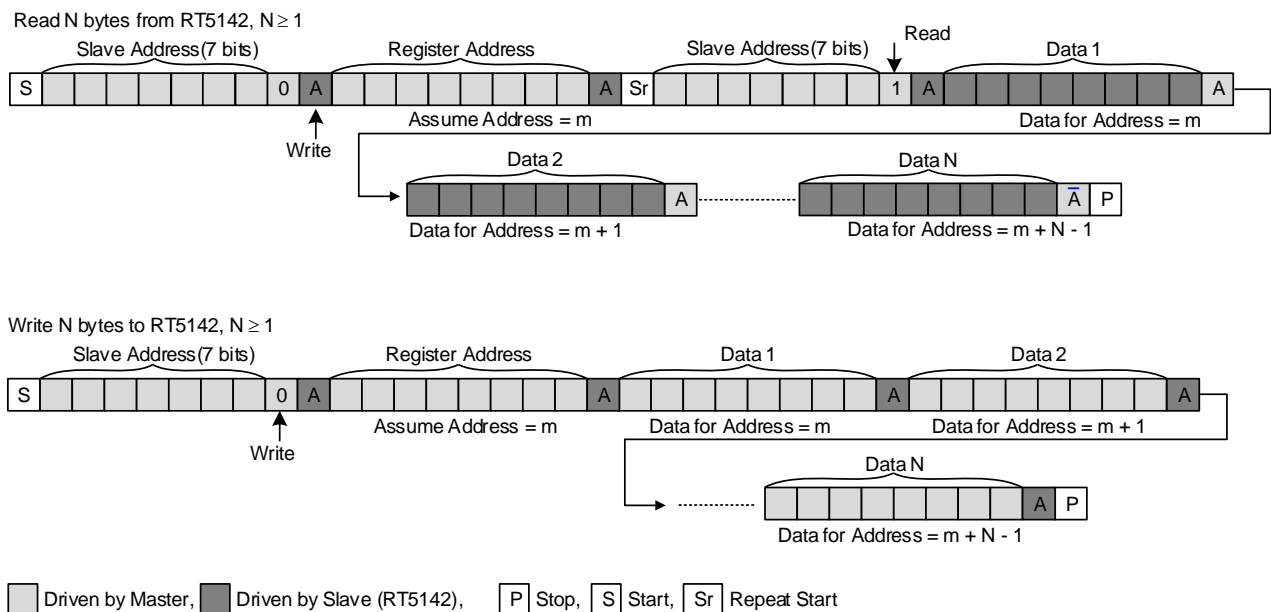 Read N bytes from RT5142, N ≥ 1
Slave Address(7 bits) Register Address Slave Address(7 bits) Read Data 1
S 0 A A Sr 1 A A
Write Assume Address = m Data for Address = m
Data 2 Data N
A A̅ P
Data for Address = m + 1 Data for Address = m + N - 1
Write N bytes to RT5142, N ≥ 1
Slave Address(7 bits) Register Address Data 1 Data 2
S 0 A A A A
Write Assume Address = m Data for Address = m Data for Address = m + 1
Data N
A P
Data for Address = m + N - 1
Driven by Master, Driven by Slave (RT5142), P Stop, S Start, Sr Repeat Start